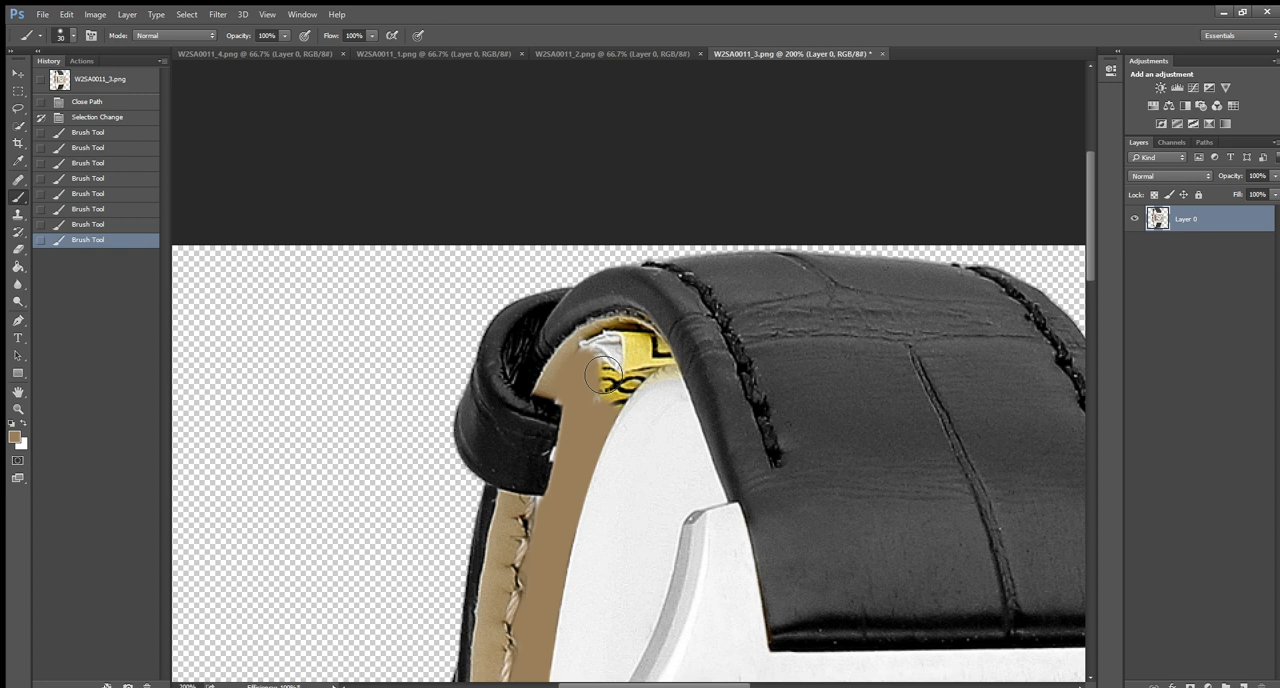 Ps File Edit Image Layer Type Select Filter 3D View Window Help
30 Mode: Normal Opacity: 100% Flow: 100% Essentials
W2SA0011_4.png @ 66.7% (Layer 0, RGB/8#) × W2SA0011_1.png @ 66.7% (Layer 0, RGB/8#) × W2SA0011_2.png @ 66.7% (Layer 0, RGB/8#) × W2SA0011_3.png @ 200% (Layer 0, RGB/8#) * ×
History Actions
W2SA0011_3.png
Close Path
Selection Change
Brush Tool
Brush Tool
Brush Tool
Brush Tool
Brush Tool
Brush Tool
Brush Tool
Brush Tool
Adjustments
Add an adjustment
Layers Channels Paths
Kind
Normal Opacity: 100%
Lock: Fill: 100%
Layer 0
200% Efficiency: 100%*